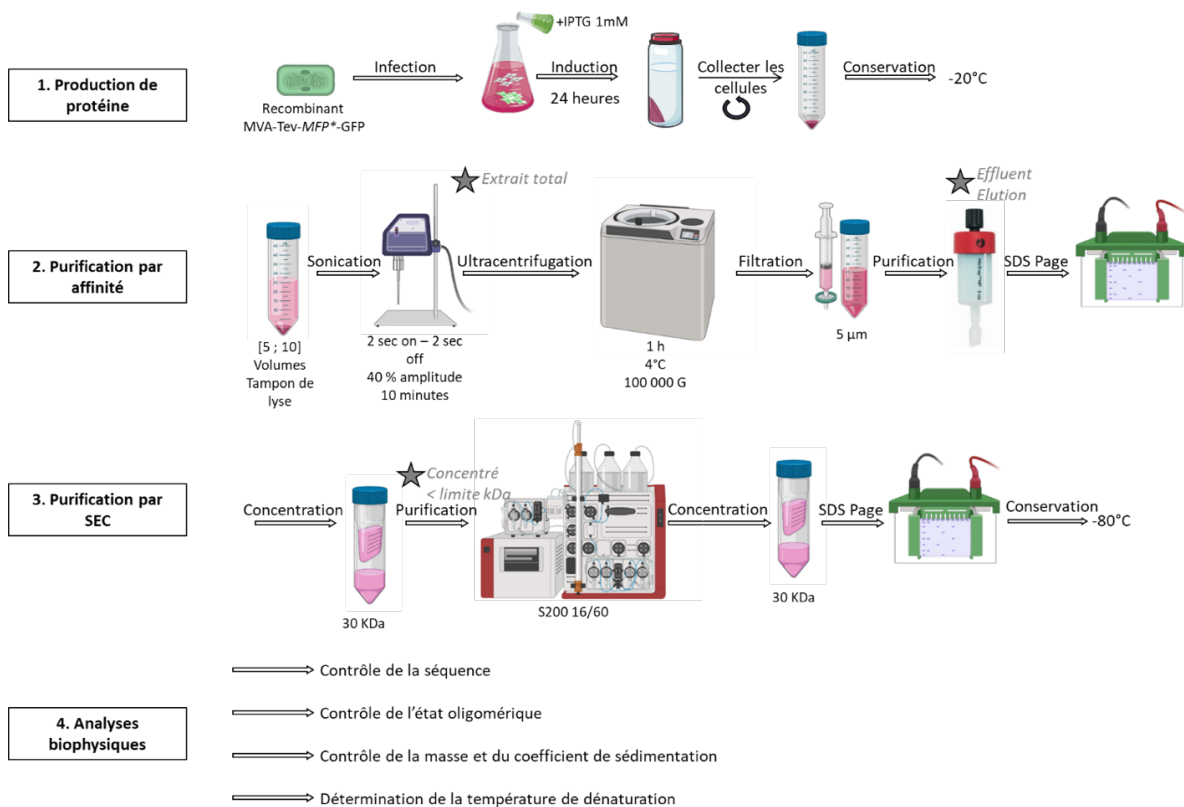 +IPTG 1mM
1. Production de
protéine
Infection
Induction
Collecter les
cellules
Conservation
-20°C
24 heures
Recombinant
MVA-Tev-MFP*-GFP
Extrait total
Effluent
Elution
2. Purification par
affinité
Sonication
Ultracentrifugation
Filtration
Purification
SDS Page
[5 ; 10]
Volumes
Tampon de
lyse
2 sec on – 2 sec
off
40 % amplitude
10 minutes
1 h
4°C
100 000 G
5 µm
3. Purification par
SEC
Concentration
Concentré
< limite kDa
Purification
Concentration
SDS Page
Conservation
-80°C
30 KDa
S200 16/60
30 KDa
4. Analyses
biophysiques
Contrôle de la séquence
Contrôle de l'état oligomérique
Contrôle de la masse et du coefficient de sédimentation
Détermination de la température de dénaturation